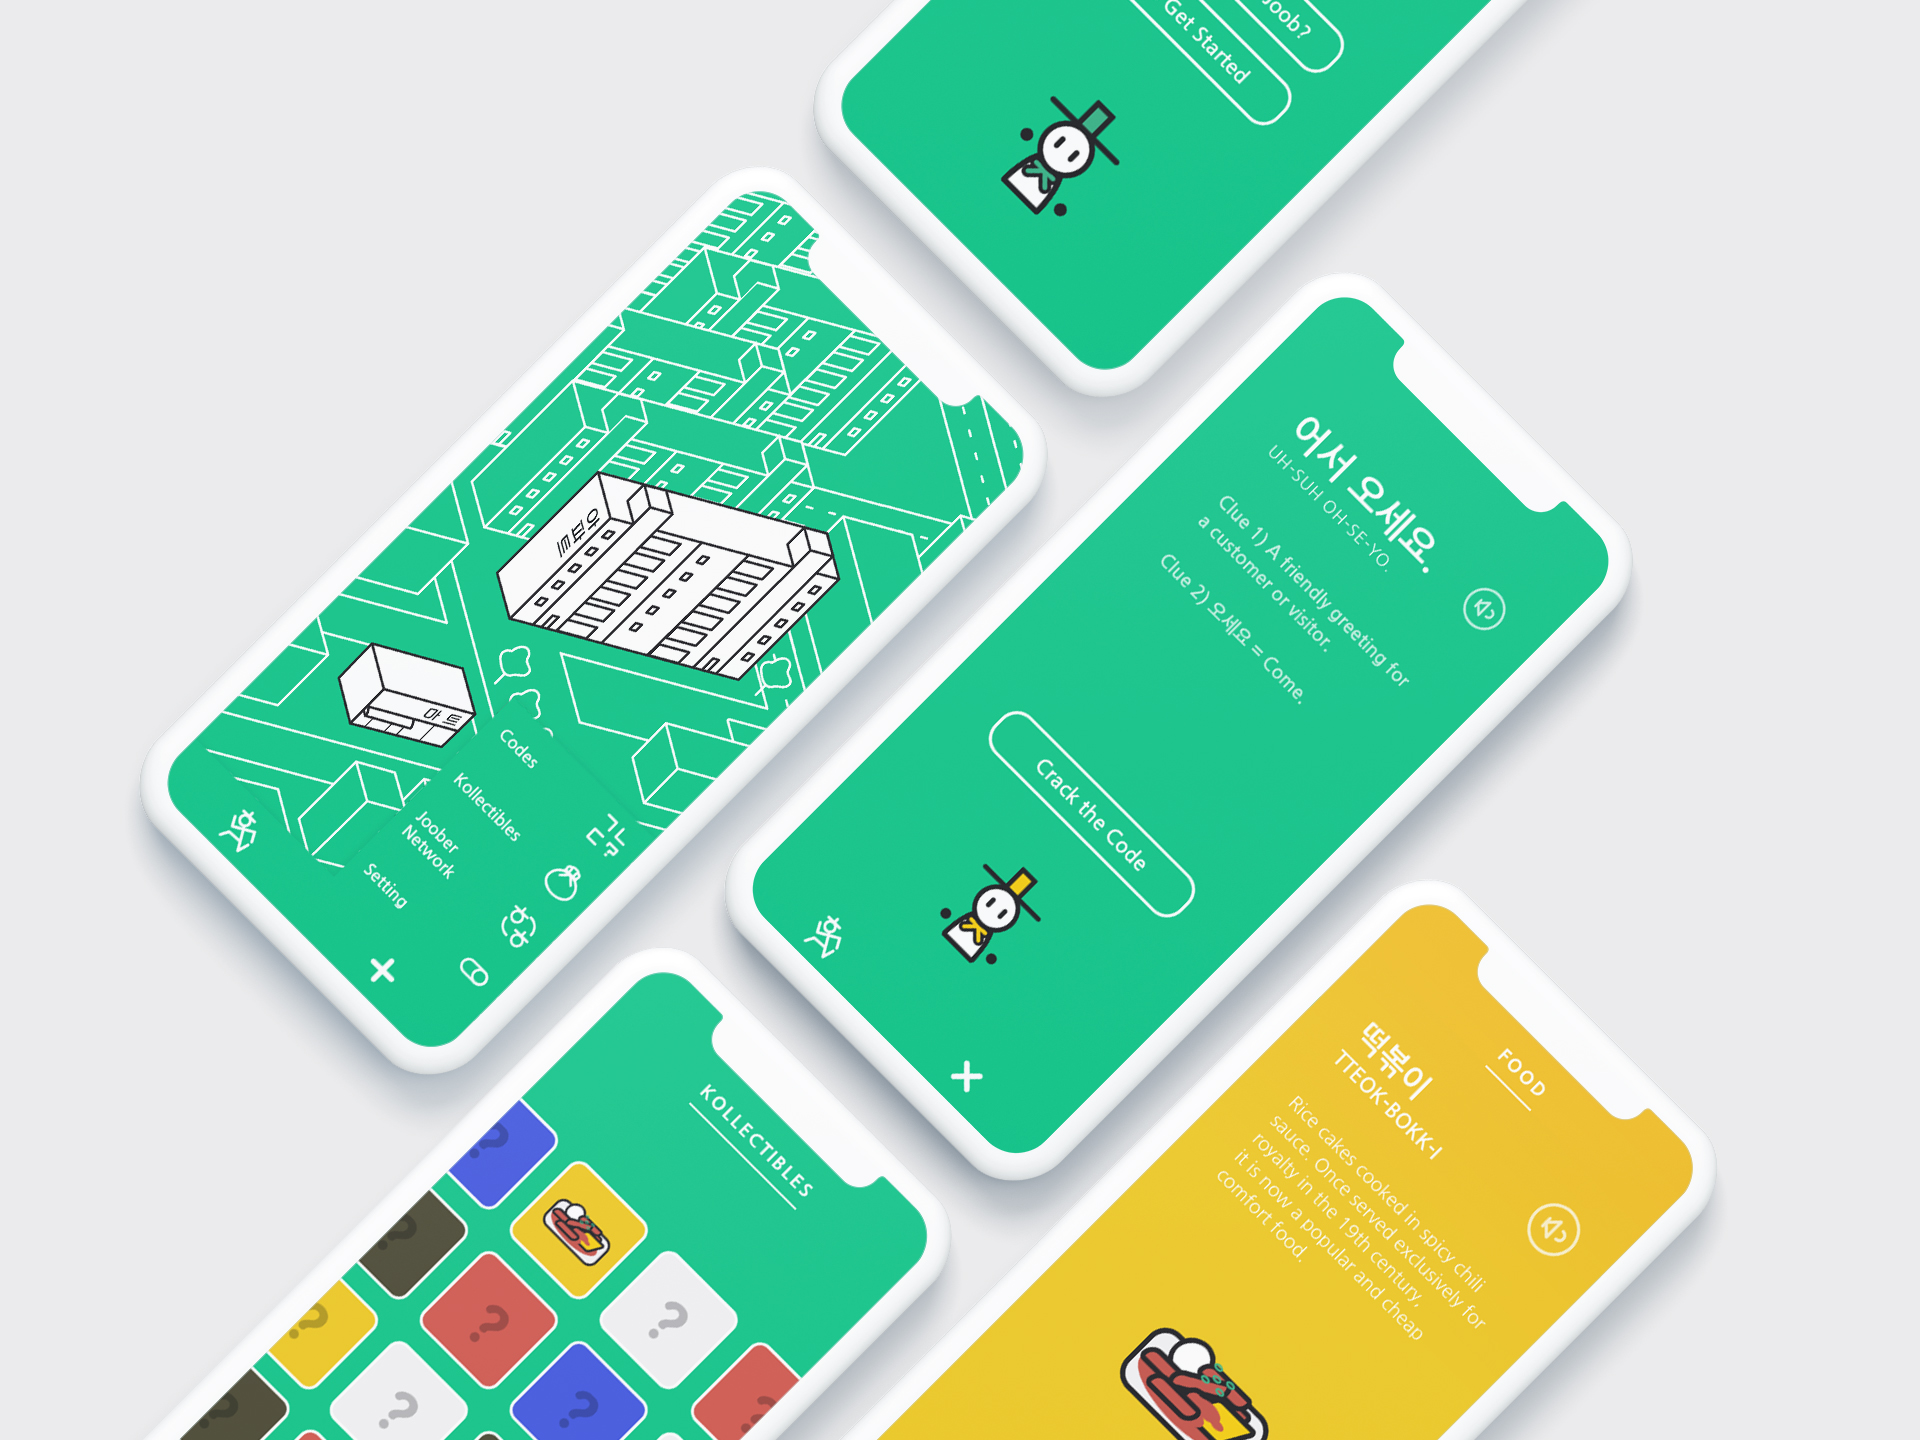 Joob?
Get Started
아파트
마트
Codes
Kollectibles
Joober
Network
Setting
어서 오세요.
UH-SUH OH-SE-YO.
Clue 1) A friendly greeting for
a customer or visitor.
Clue 2) 오세요 = Come.
Crack the Code
KOLLECTIBLES
?
?
?
?
?
?
?
?
?
FOOD
떡볶이
TTEOK-BOKK-I
Rice cakes cooked in spicy chili
sauce. Once served exclusively for
royalty in the 19th century,
it is now a popular and cheap
comfort food.